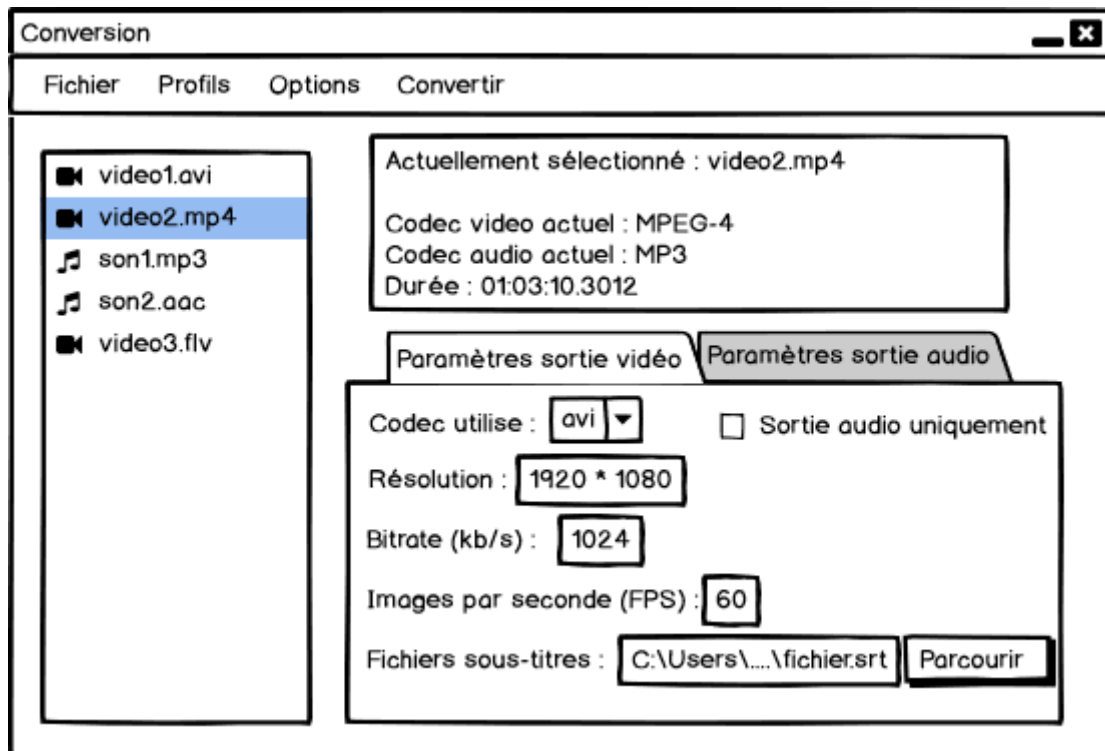 Conversion
Fichier Profils Options Convertir
video1.avi
video2.mp4
son1.mp3
son2.aac
video3.flv
Actuellement sélectionné : video2.mp4
Codec video actuel : MPEG-4
Codec audio actuel : MP3
Durée : 01:03:10.3012
Paramètres sortie vidéo Paramètres sortie audio
Codec utilise : avi Sortie audio uniquement
Résolution : 1920 * 1080
Bitrate (kb/s) : 1024
Images par seconde (FPS) : 60
Fichiers sous-titres : C:\Users\....\fichier.srt Parcourir